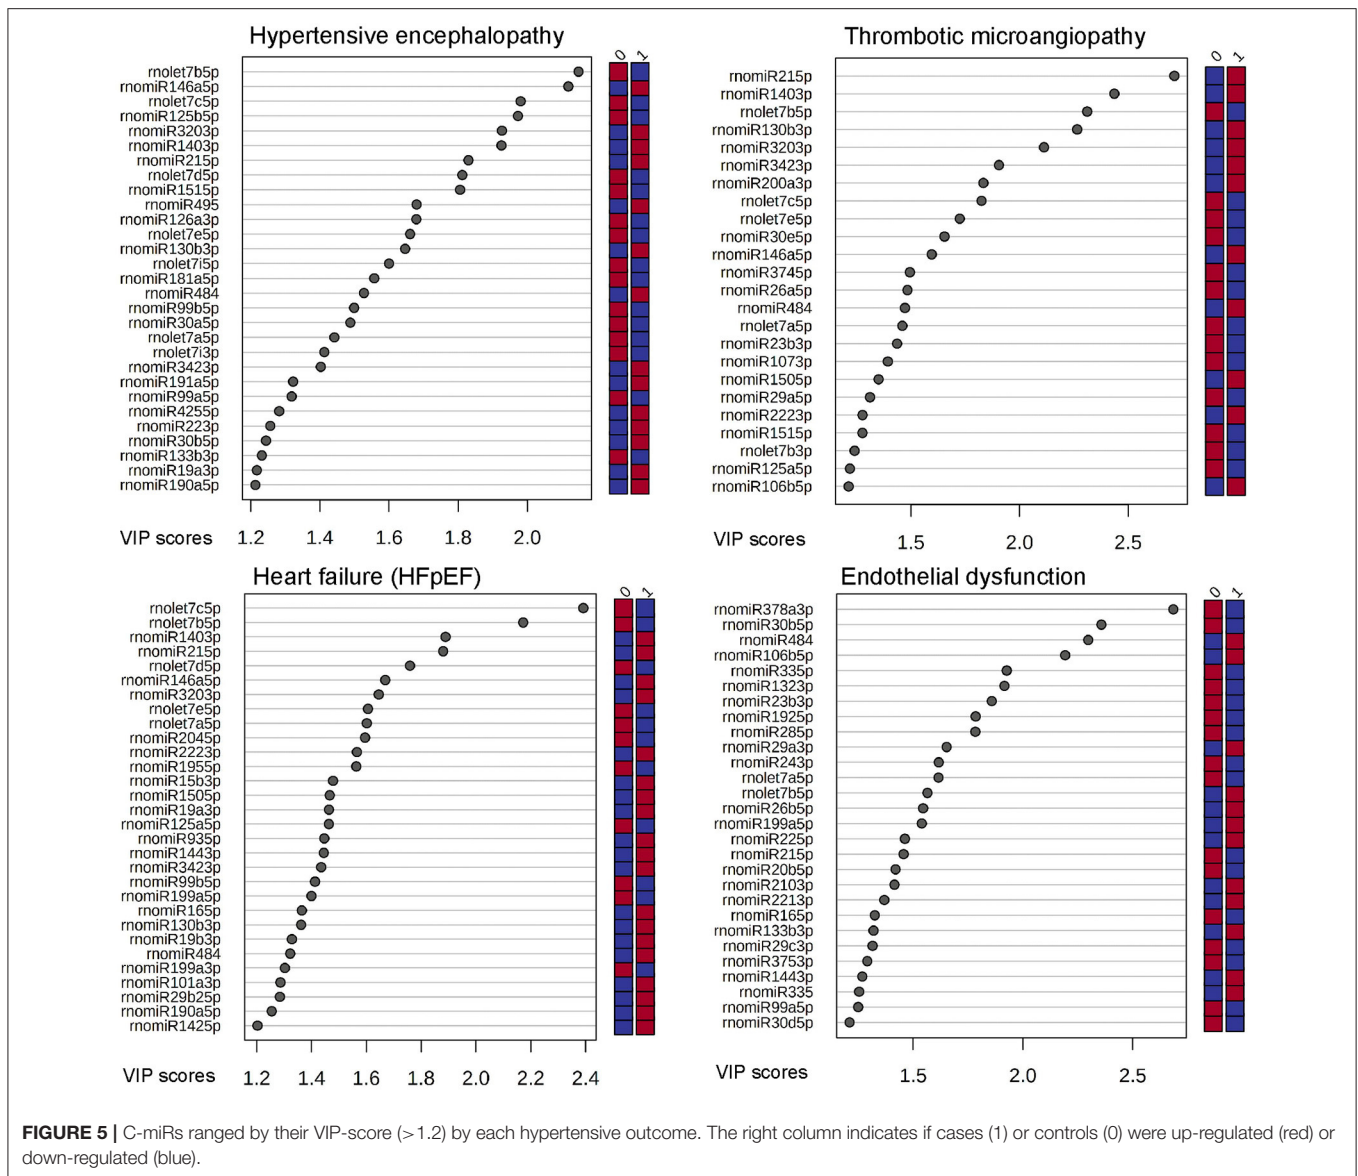 Hypertensive encephalopathy
0 1
rnolet7b5p
rnomiR146a5p
rnolet7c5p
rnomiR125b5p
rnomiR3203p
rnomiR1403p
rnomiR215p
rnolet7d5p
rnomiR1515p
rnomiR495
rnomiR126a3p
rnolet7e5p
rnomiR130b3p
rnolet7i5p
rnomiR181a5p
rnomiR484
rnomiR99b5p
rnomiR30a5p
rnolet7a5p
rnolet7i3p
rnomiR3423p
rnomiR191a5p
rnomiR99a5p
rnomiR4255p
rnomiR223p
rnomiR30b5p
rnomiR133b3p
rnomiR19a3p
rnomiR190a5p
VIP scores 1.2 1.4 1.6 1.8 2.0
Thrombotic microangiopathy
0 1
rnomiR215p
rnomiR1403p
rnolet7b5p
rnomiR130b3p
rnomiR3203p
rnomiR3423p
rnomiR200a3p
rnolet7c5p
rnolet7e5p
rnomiR30e5p
rnomiR146a5p
rnomiR3745p
rnomiR26a5p
rnomiR484
rnolet7a5p
rnomiR23b3p
rnomiR1073p
rnomiR1505p
rnomiR29a5p
rnomiR2223p
rnomiR1515p
rnolet7b3p
rnomiR125a5p
rnomiR106b5p
VIP scores 1.5 2.0 2.5
Heart failure (HFpEF)
0 1
rnolet7c5p
rnolet7b5p
rnomiR1403p
rnomiR215p
rnolet7d5p
rnomiR146a5p
rnomiR3203p
rnolet7e5p
rnolet7a5p
rnomiR2045p
rnomiR2223p
rnomiR1955p
rnomiR15b3p
rnomiR1505p
rnomiR19a3p
rnomiR125a5p
rnomiR935p
rnomiR1443p
rnomiR3423p
rnomiR99b5p
rnomiR199a5p
rnomiR165p
rnomiR130b3p
rnomiR19b3p
rnomiR484
rnomiR199a3p
rnomiR101a3p
rnomiR29b25p
rnomiR190a5p
rnomiR1425p
VIP scores 1.2 1.4 1.6 1.8 2.0 2.2 2.4
Endothelial dysfunction
0 1
rnomiR378a3p
rnomiR30b5p
rnomiR484
rnomiR106b5p
rnomiR335p
rnomiR1323p
rnomiR23b3p
rnomiR1925p
rnomiR285p
rnomiR29a3p
rnomiR243p
rnolet7a5p
rnolet7b5p
rnomiR26b5p
rnomiR199a5p
rnomiR225p
rnomiR215p
rnomiR20b5p
rnomiR2103p
rnomiR2213p
rnomiR165p
rnomiR133b3p
rnomiR29c3p
rnomiR3753p
rnomiR1443p
rnomiR335
rnomiR99a5p
rnomiR30d5p
VIP scores 1.5 2.0 2.5
FIGURE 5 | C-miRs ranged by their VIP-score (>1.2) by each hypertensive outcome. The right column indicates if cases (1) or controls (0) were up-regulated (red) or
down-regulated (blue).